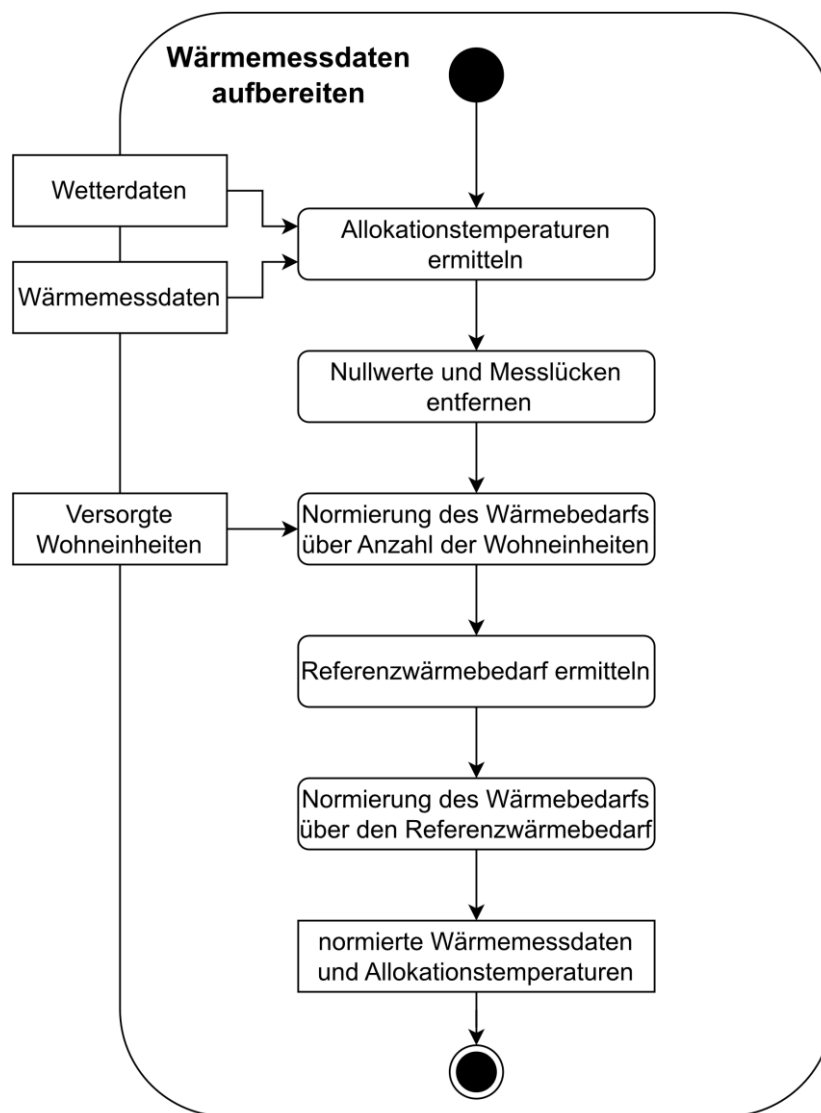 Wärmemessdaten
aufbereiten
Wetterdaten
Allokationstemperaturen
ermitteln
Wärmemessdaten
Nullwerte und Messlücken
entfernen
Versorgte
Wohneinheiten
Normierung des Wärmebedarfs
über Anzahl der Wohneinheiten
Referenzwärmebedarf ermitteln
Normierung des Wärmebedarfs
über den Referenzwärmebedarf
normierte Wärmemessdaten
und Allokationstemperaturen